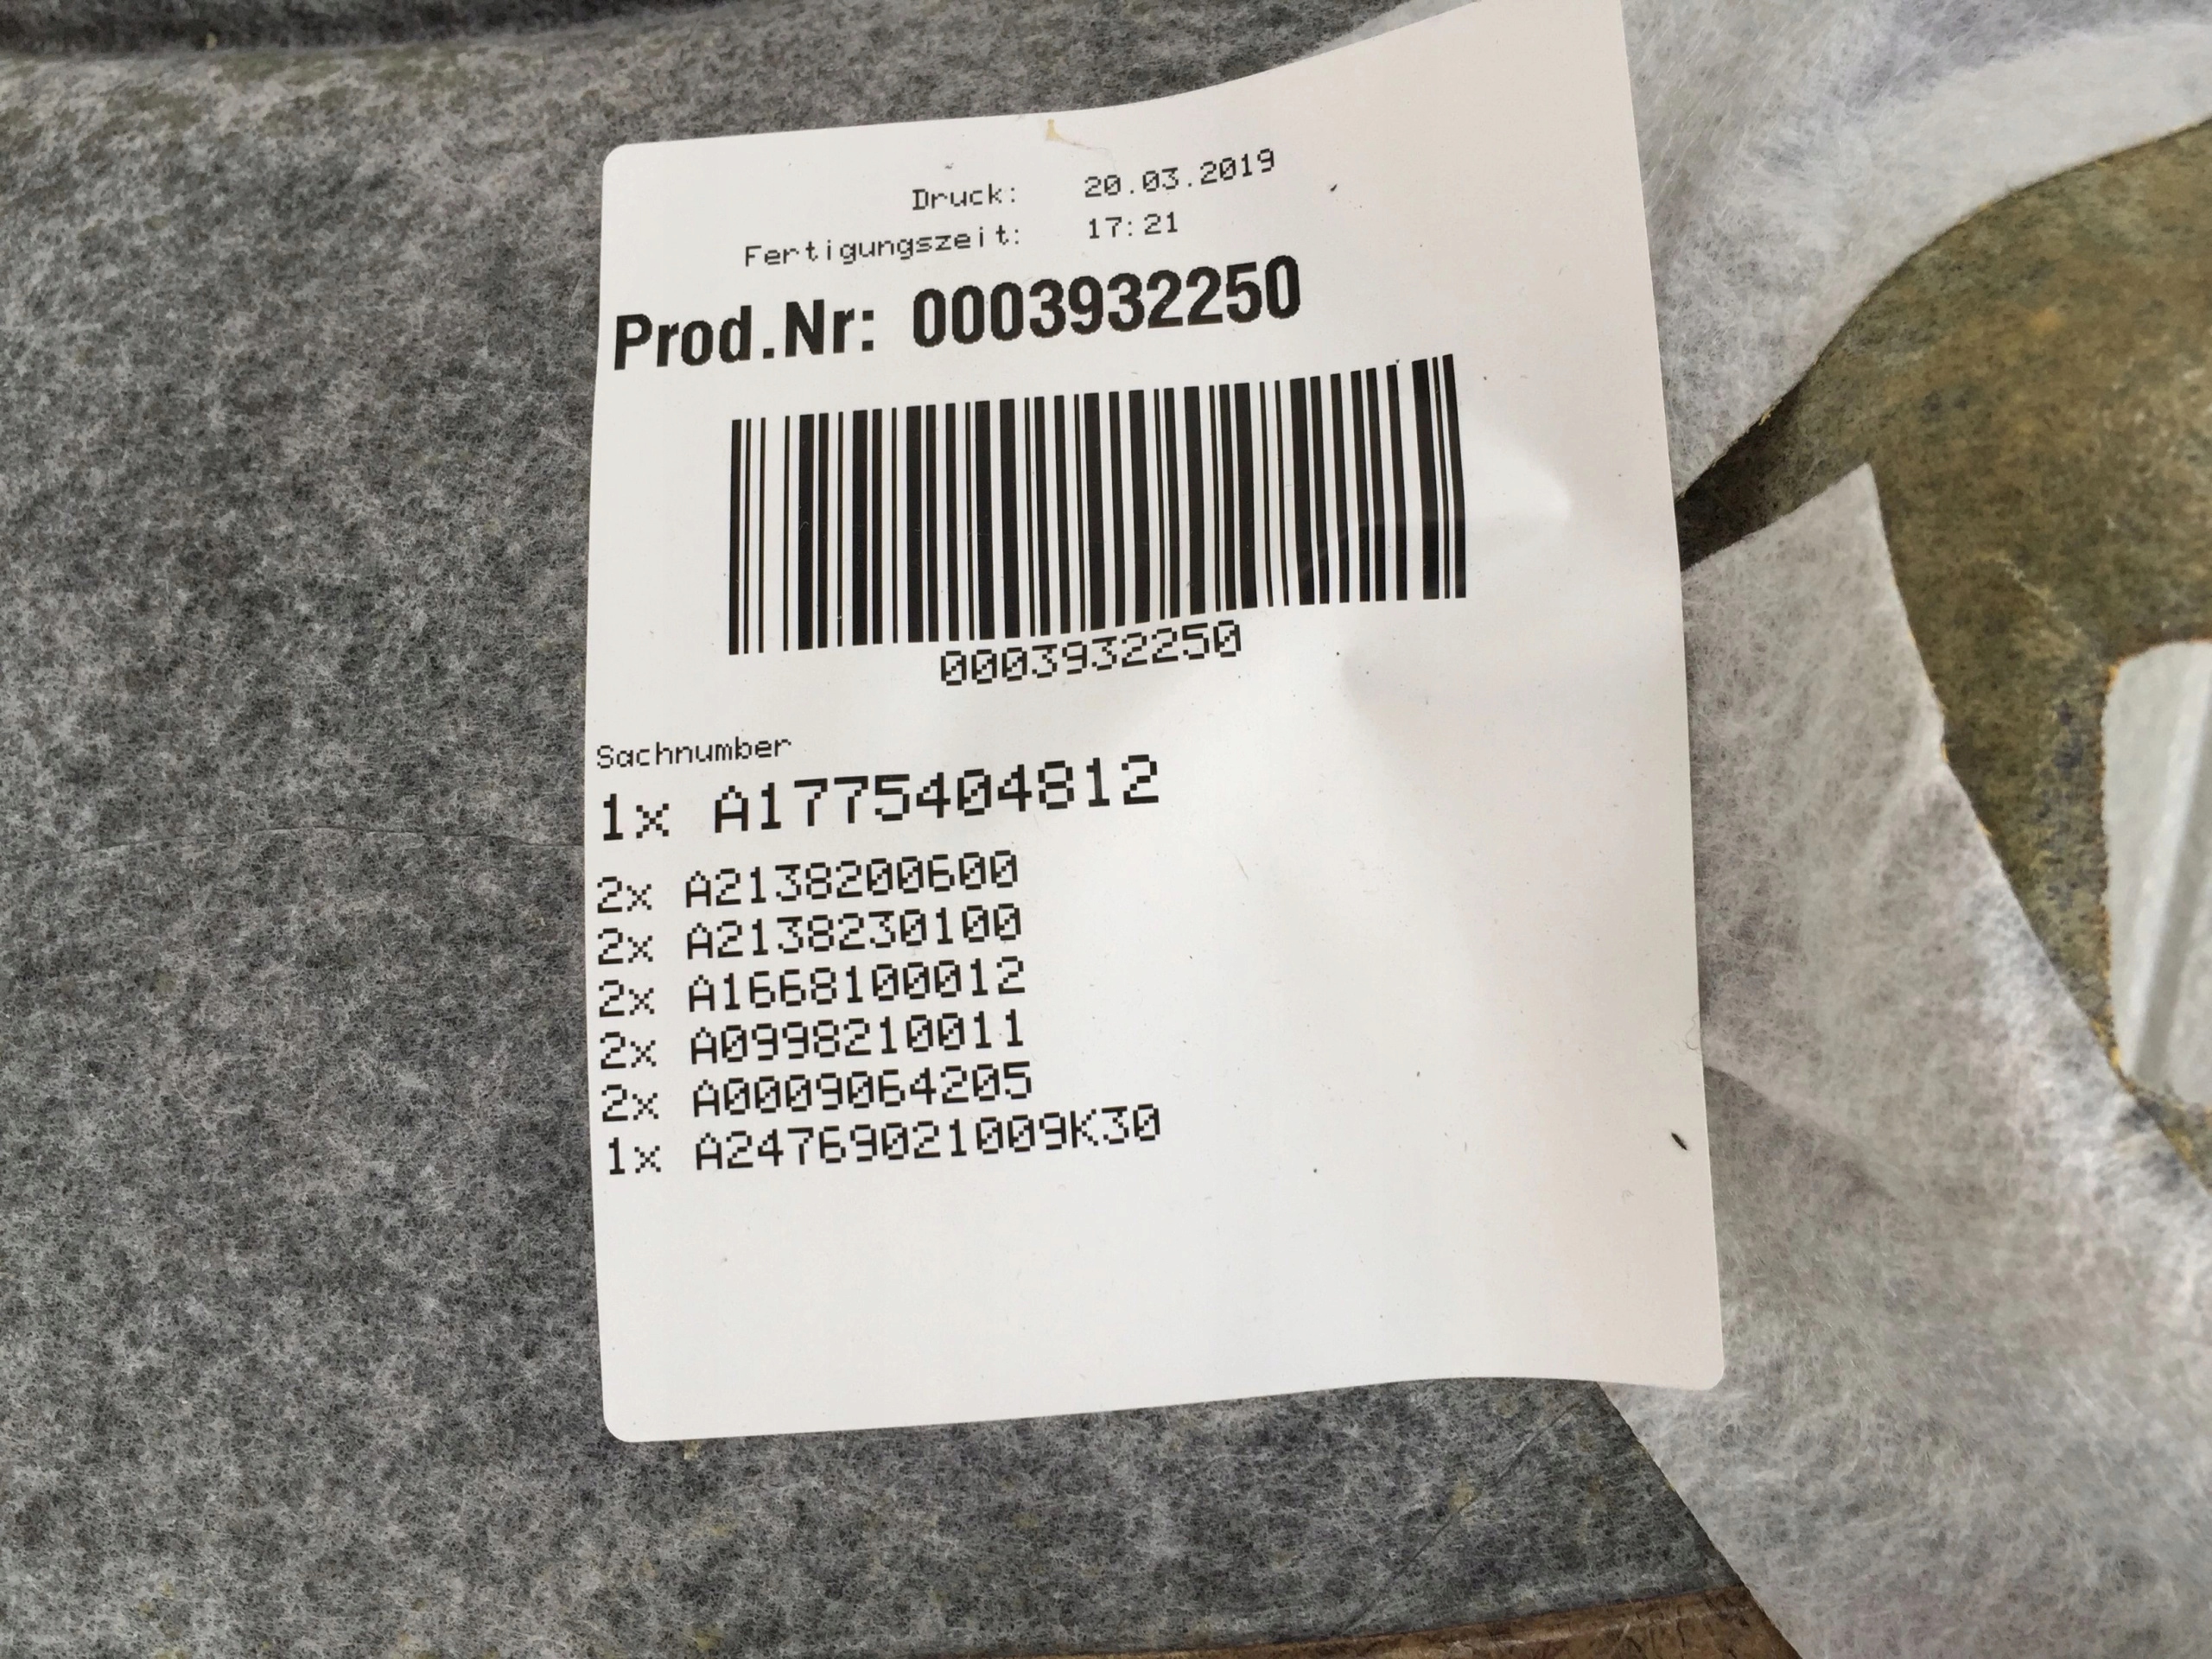 Druck: 20.03.2019
Fertigungszeit: 17:21
Prod.Nr: 0003932250
0003932250
Sachnumber
1x A1775404812
2x A2138200600
2x A2138230100
2x A1668100012
2x A0998210011
2x A0009064205
1x A24769021009K30